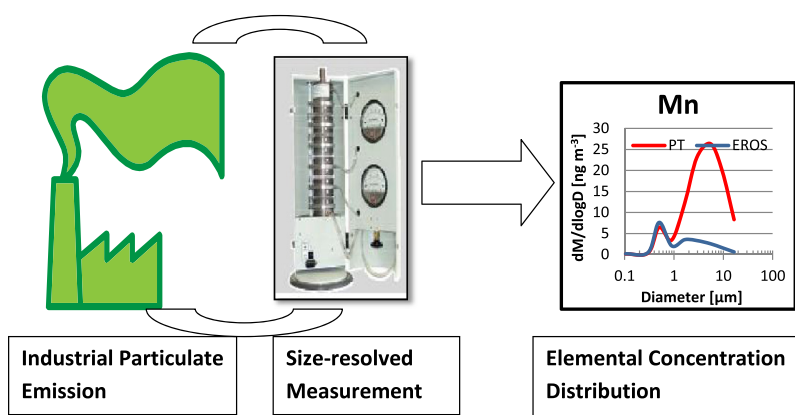 Mn
dM/dlogD [ng m⁻³]
30
25
20
15
10
5
0
PT EROS
0.1 1 10 100
Diameter [µm]
Industrial Particulate
Emission
Size-resolved
Measurement
Elemental Concentration
Distribution